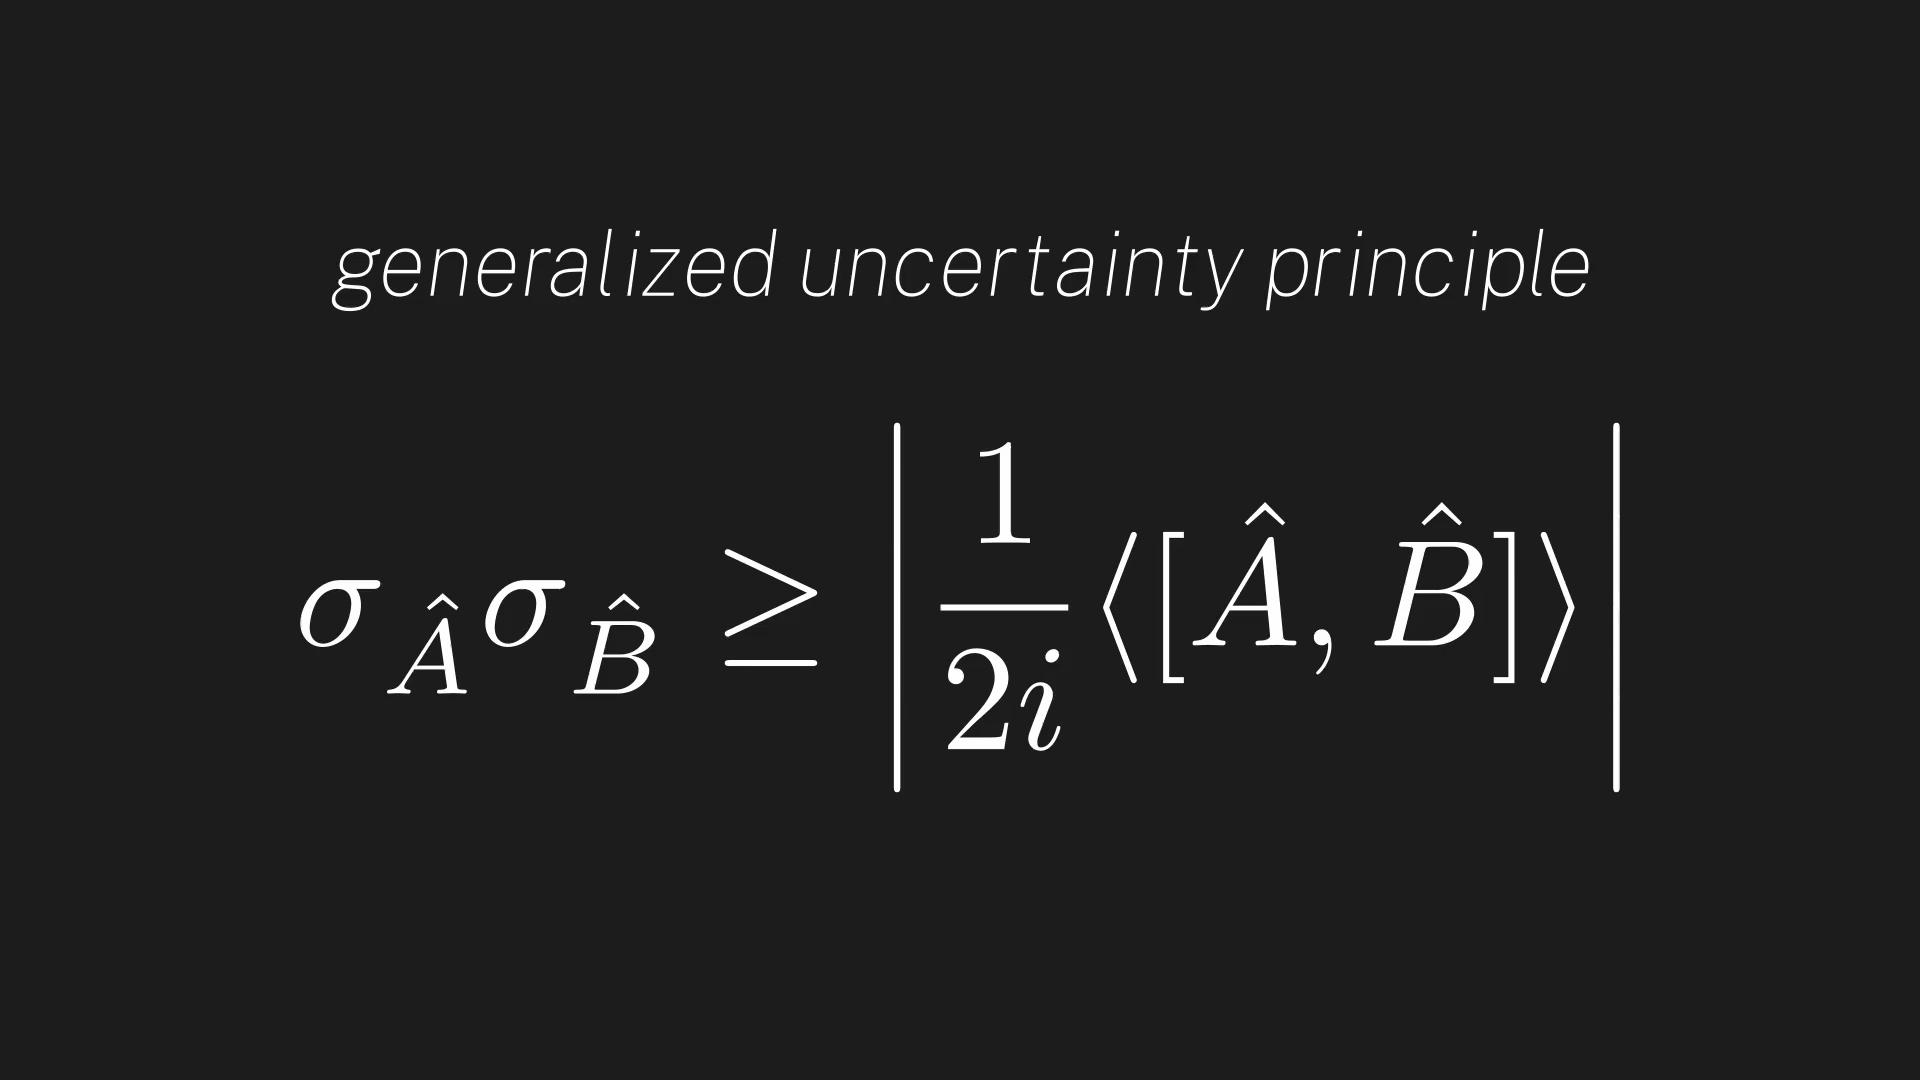 generalized uncertainty principle
σ_Â σ_B̂ ≥ | 1/2i ⟨[Â, B̂]⟩ |